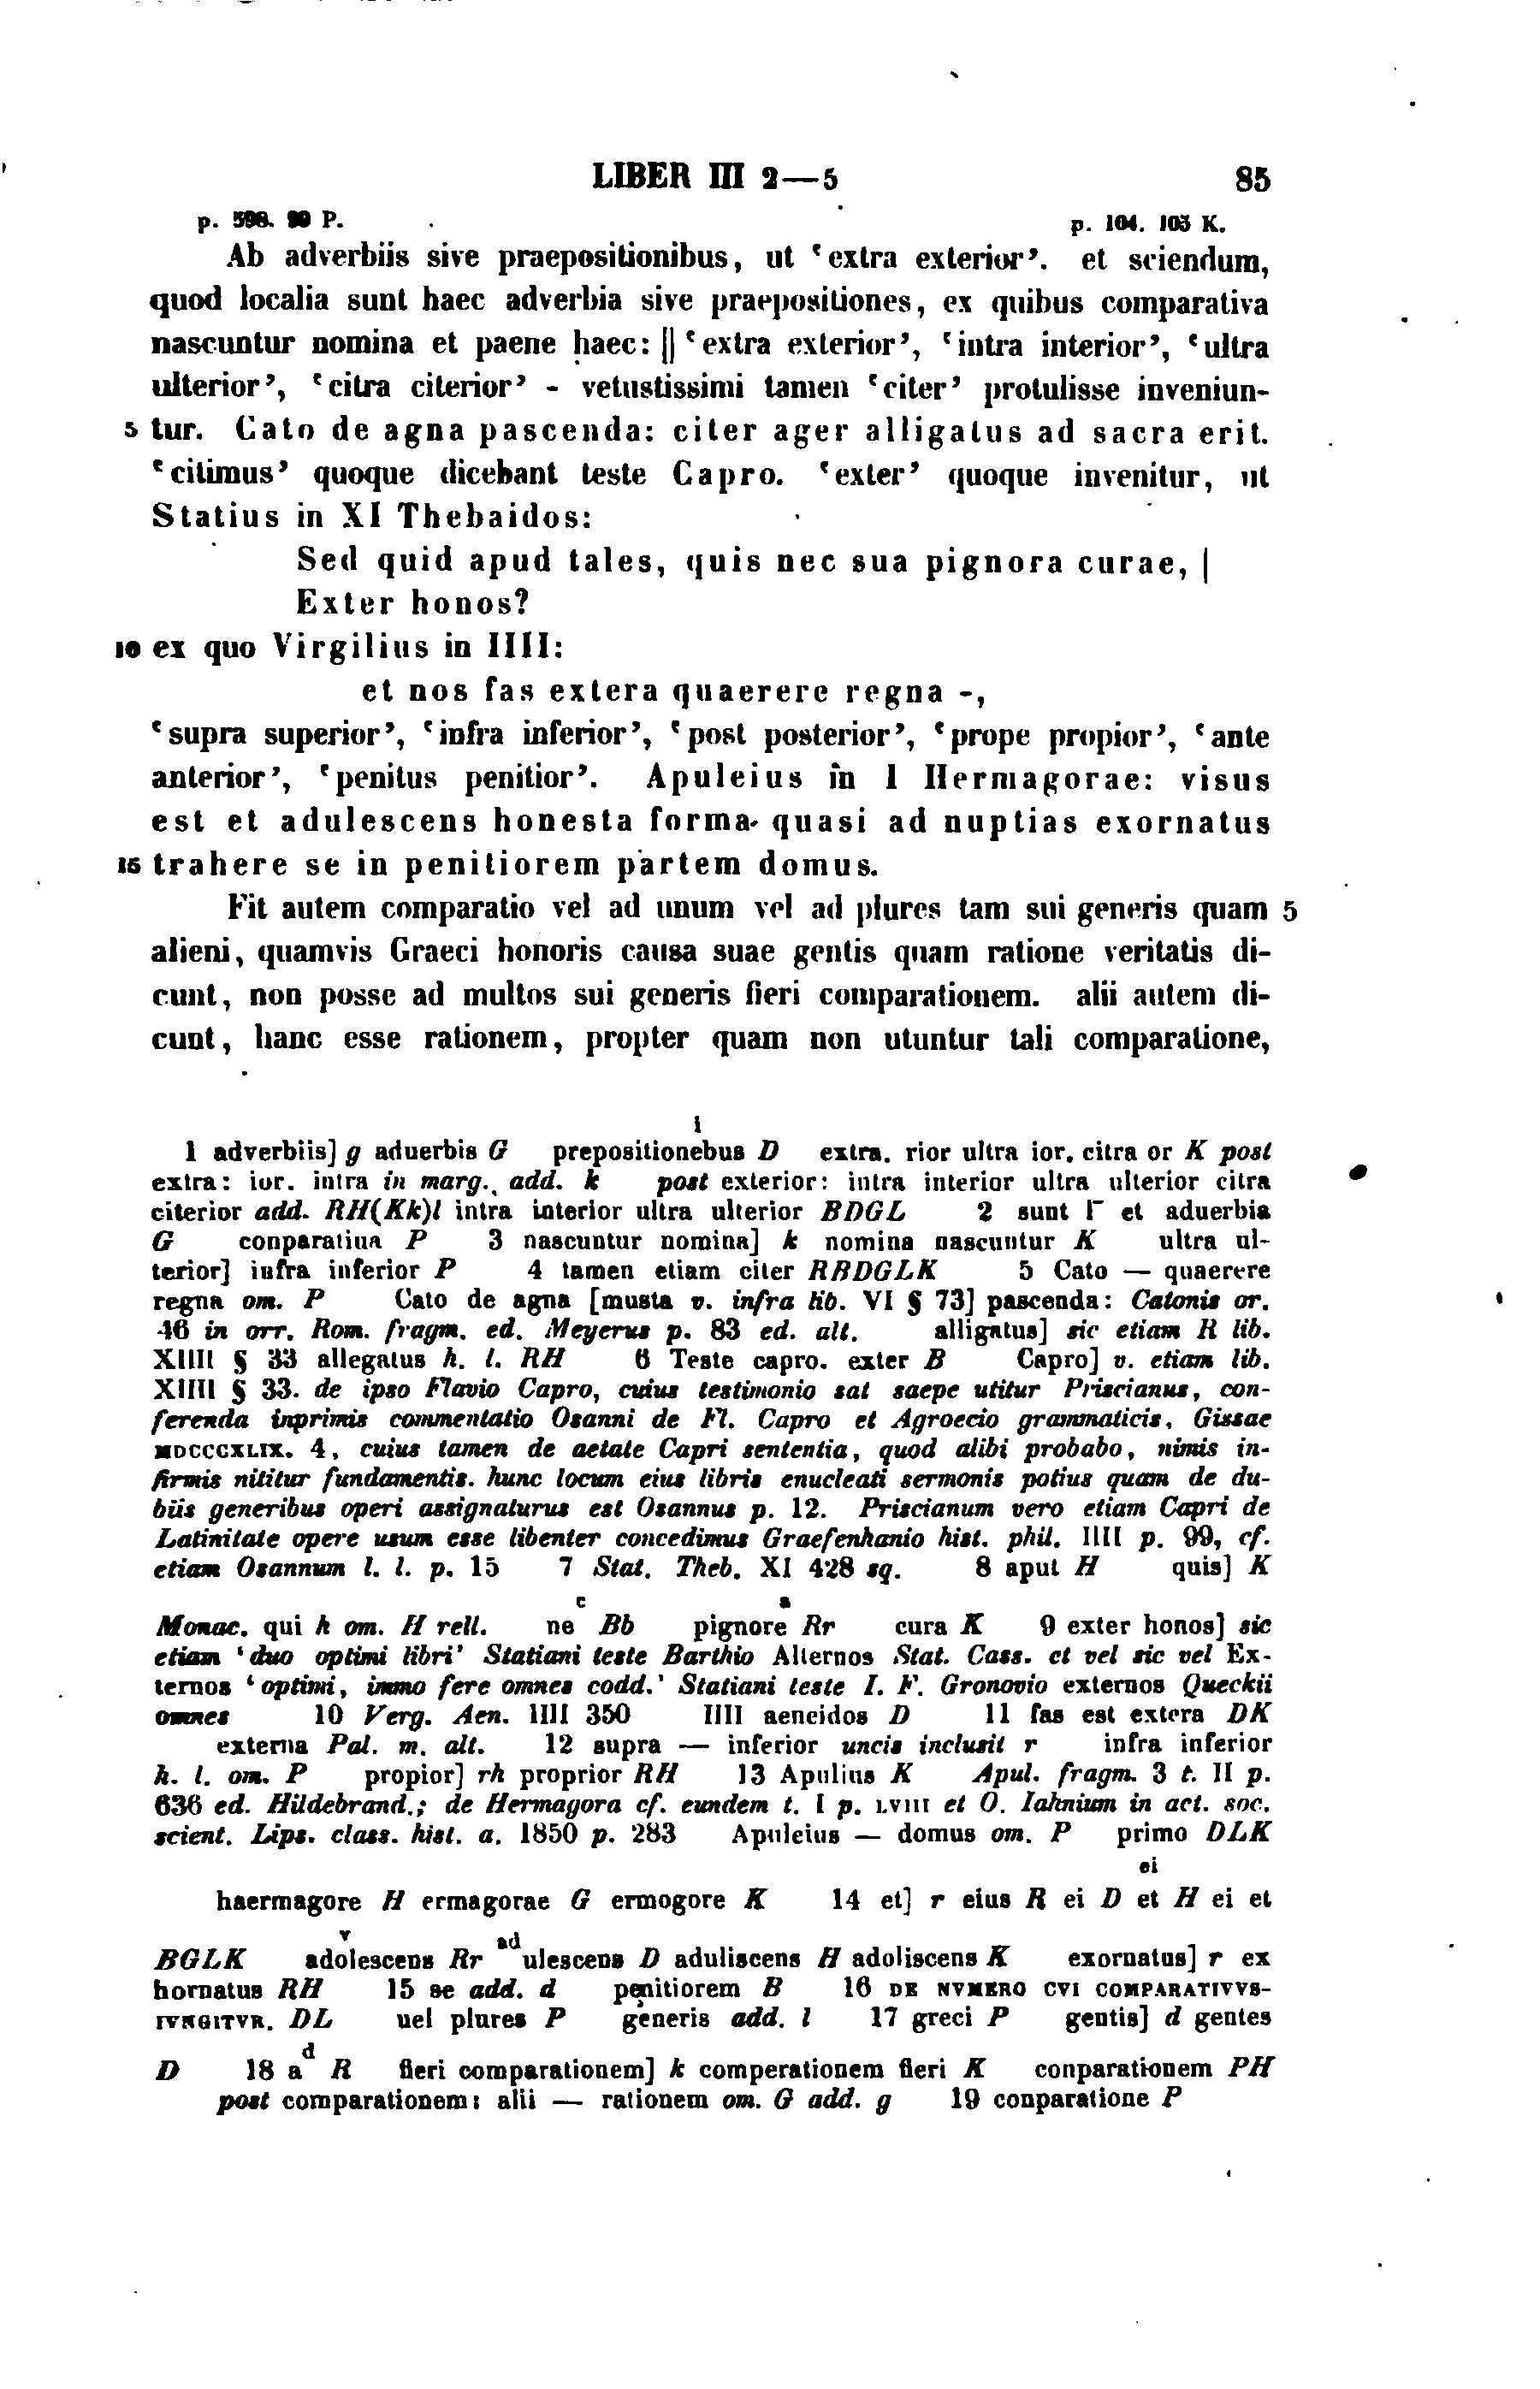 LIBER III 2—5 85
p. 598. 99 P. p. 104. 105 K.
Ab adverbiis sive praepositionibus, ut ‘extra exterior’. et sciendum,
quod localia sunt haec adverbia sive praepositiones, ex quibus comparativa
nascuntur nomina et paene haec: || ‘extra exterior’, ‘intra interior’, ‘ultra
ulterior’, ‘citra citerior’ - vetustissimi tamen ‘citer’ protulisse inveniun-
5 tur. Cato de agna pascenda: citer ager alligatus ad sacra erit.
‘citimus’ quoque dicebant teste Capro. ‘exter’ quoque invenitur, ut
Statius in XI Thebaidos:
Sed quid apud tales, quis nec sua pignora curae, |
Exter honos?
10 ex quo Virgilius in IIII:
et nos fas extera quaerere regna -,
‘supra superior’, ‘infra inferior’, ‘post posterior’, ‘prope propior’, ‘ante
anterior’, ‘penitus penitior’. Apuleius in I Hermagorae: visus
est et adulescens honesta forma quasi ad nuptias exornatus
15 trahere se in penitiorem partem domus.
Fit autem comparatio vel ad unum vel ad plures tam sui generis quam 5
alieni, quamvis Graeci honoris causa suae gentis quam ratione veritatis di-
cunt, non posse ad multos sui generis fieri comparationem. alii autem di-
cunt, hanc esse rationem, propter quam non utuntur tali comparatione,
i
1 adverbiis] g aduerbis G prepositionebus D extra. rior ultra ior. citra or K post
extra: ior. intra in marg. add. k post exterior: intra interior ultra ulterior citra
citerior add. RH(Kk)l intra interior ultra ulterior BDGL 2 sunt Γ et aduerbia
G conparatiua P 3 nascuntur nomina] k nomina nascuntur K ultra ul-
terior] infra inferior P 4 tamen etiam citer RBDGLK 5 Cato — quaerere
regna om. P Cato de agna [musta v. infra lib. VI § 73] pascenda: Catonis or.
46 in orr. Rom. fragm. ed. Meyerus p. 83 ed. alt. alligatus] sic etiam R lib.
XIIII § 33 allegatus h. l. RH 6 Teste capro. exter B Capro] v. etiam lib.
XIIII § 33. de ipso Flavio Capro, cuius testimonio sat saepe utitur Priscianus, con-
ferenda inprimis commentatio Osanni de Fl. Capro et Agroecio grammaticis, Gissae
MDCCCXLIX. 4, cuius tamen de aetate Capri sententia, quod alibi probabo, nimis in-
firmis nititur fundamentis. hunc locum eius libris enucleati sermonis potius quam de du-
biis generibus operi assignaturus est Osannus p. 12. Priscianum vero etiam Capri de
Latinitate opere usum esse libenter concedimus Graefenhanio hist. phil. IIII p. 99, cf.
etiam Osannum l. l. p. 15 7 Stat. Theb. XI 428 sq. 8 aput H quis] K
c a
Monac. qui h om. H rell. ne Bb pignore Rr cura K 9 exter honos] sic
etiam ‘duo optimi libri’ Statiani teste Barthio Alternos Stat. Cass. et vel sic vel Ex-
ternos ‘optimi, immo fere omnes codd.’ Statiani teste I. F. Gronovio externos Queckii
omnes 10 Verg. Aen. IIII 350 IIII aeneidos D 11 fas est extera DK
externa Pal. m. alt. 12 supra — inferior uncis inclusit r infra inferior
h. l. om. P propior] rh proprior RH 13 Apulius K Apul. fragm. 3 t. II p.
636 ed. Hildebrand.; de Hermagora cf. eundem t. I p. LVIII et O. Iahnium in act. soc.
scient. Lips. class. hist. a. 1850 p. 283 Apuleius — domus om. P primo DLK
ei
haermagore H ermagorae G ermogore K 14 et] r eius R ei D et H ei et
v ad
BGLK adolescens Rr ulescens D aduliscens H adoliscens K exornatus] r ex
hornatus RH 15 se add. d penitiorem B 16 DE NVMERO CVI COMPARATIVVS-
IVNGITVR. DL uel plures P generis add. l 17 greci P gentis] d gentes
d
D 18 a R fieri comparationem] k comperationem fieri K conparationem PH
post comparationem: alii — rationem om. G add. g 19 conparatione P